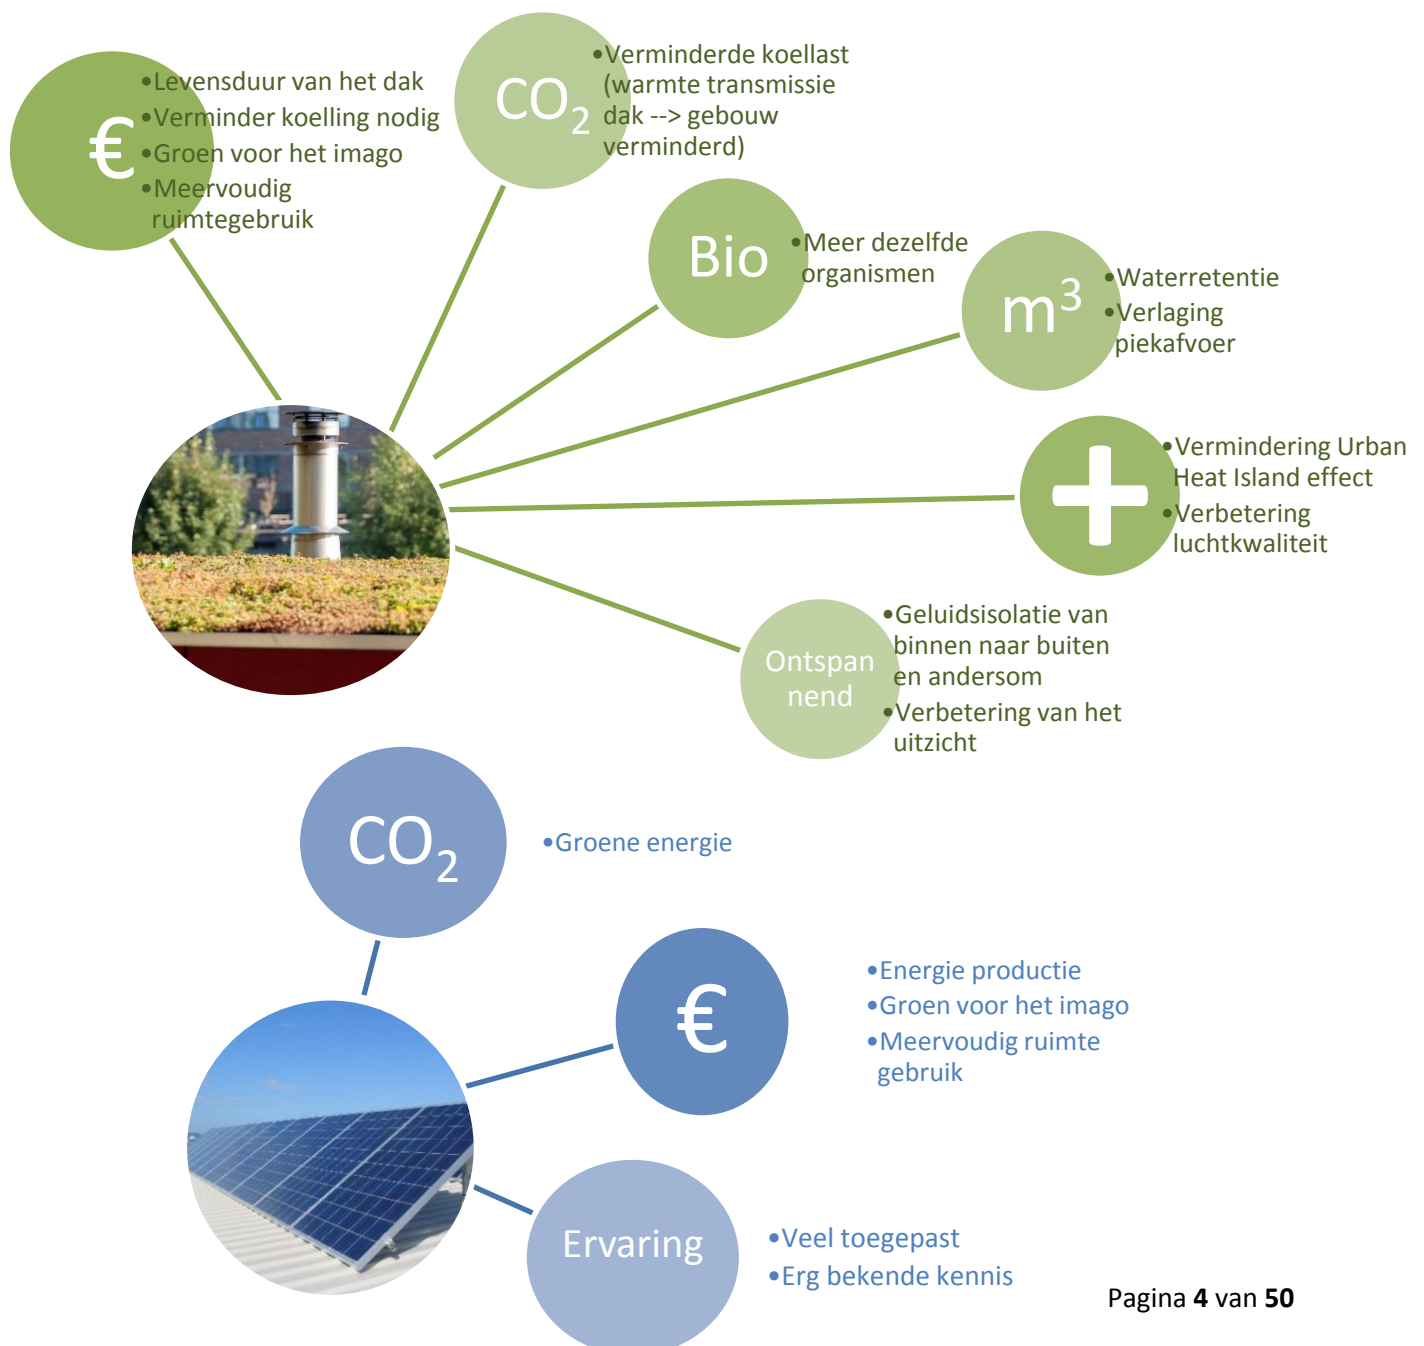 €
•Levensduur van het dak
•Verminder koelling nodig
•Groen voor het imago
•Meervoudig
ruimtegebruik
CO₂
•Verminderde koellast
(warmte transmissie
dak --> gebouw
verminderd)
Bio
•Meer dezelfde
organismen
m³
•Waterretentie
•Verlaging
piekafvoer
+
•Vermindering Urban
Heat Island effect
•Verbetering
luchtkwaliteit
Ontspan
nend
•Geluidsisolatie van
binnen naar buiten
en andersom
•Verbetering van het
uitzicht
CO₂
•Groene energie
€
•Energie productie
•Groen voor het imago
•Meervoudig ruimte
gebruik
Ervaring
•Veel toegepast
•Erg bekende kennis
Pagina 4 van 50